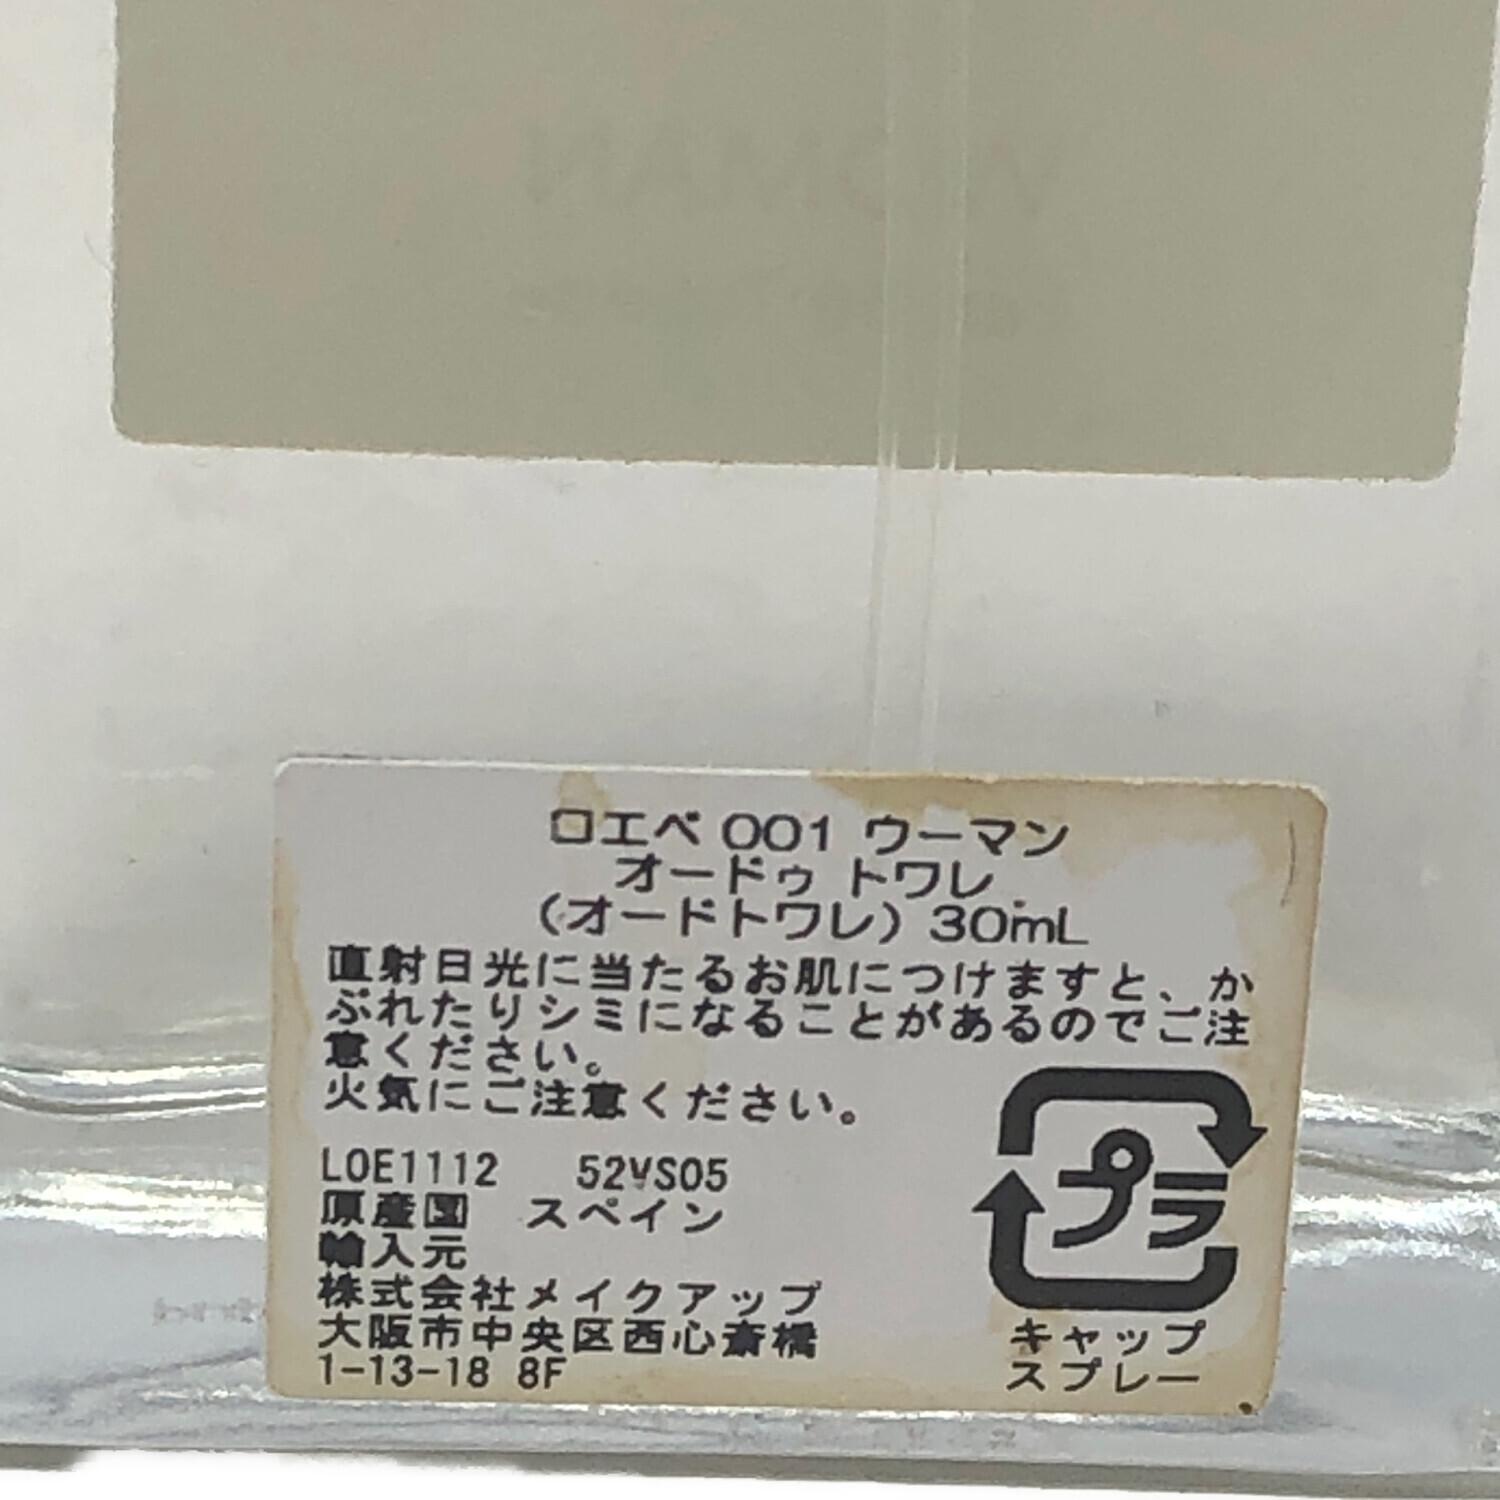 WOMAN
ロエベ 001 ウーマン
オードゥ トワレ
(オードトワレ) 30mL
直射日光に当たるお肌につけますと、か
ぶれたりシミになることがあるのでご注
意ください。
火気にご注意ください。
LOE1112 52VS05
原産国 スペイン
輸入元
株式会社メイクアップ
大阪市中央区西心斎橋
1-13-18 8F
プラ
キャップ
スプレー